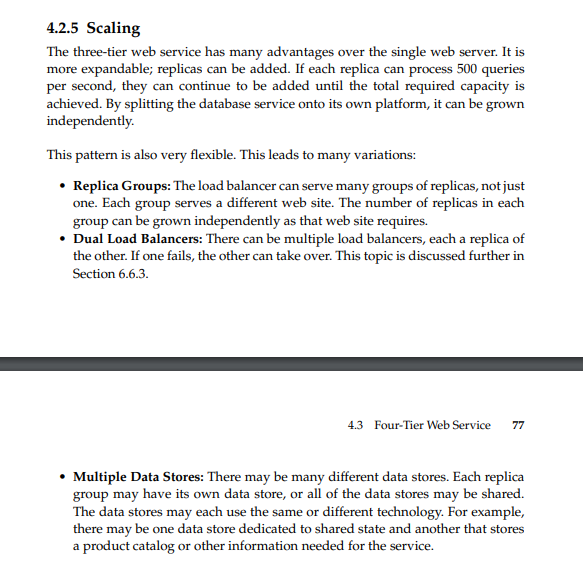 4.2.5 Scaling
The three-tier web service has many advantages over the single web server. It is
more expandable; replicas can be added. If each replica can process 500 queries
per second, they can continue to be added until the total required capacity is
achieved. By splitting the database service onto its own platform, it can be grown
independently.
This pattern is also very flexible. This leads to many variations:
• Replica Groups: The load balancer can serve many groups of replicas, not just
one. Each group serves a different web site. The number of replicas in each
group can be grown independently as that web site requires.
• Dual Load Balancers: There can be multiple load balancers, each a replica of
the other. If one fails, the other can take over. This topic is discussed further in
Section 6.6.3.
4.3 Four-Tier Web Service 77
• Multiple Data Stores: There may be many different data stores. Each replica
group may have its own data store, or all of the data stores may be shared.
The data stores may each use the same or different technology. For example,
there may be one data store dedicated to shared state and another that stores
a product catalog or other information needed for the service.